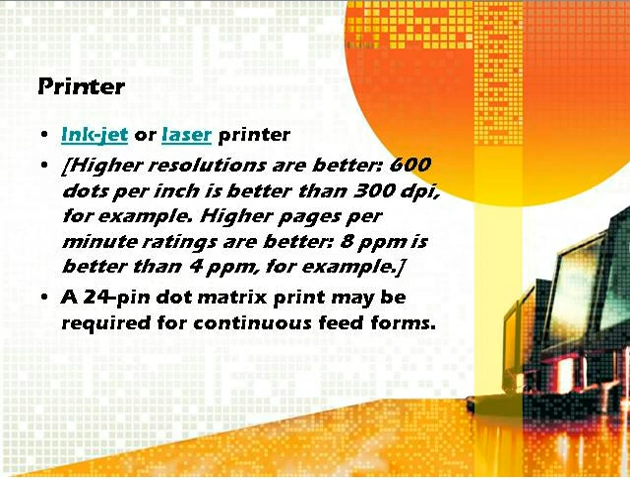 Printer
• Ink-jet or laser printer
• [Higher resolutions are better: 600
dots per inch is better than 300 dpi,
for example. Higher pages per
minute ratings are better: 8 ppm is
better than 4 ppm, for example.]
• A 24-pin dot matrix print may be
required for continuous feed forms.